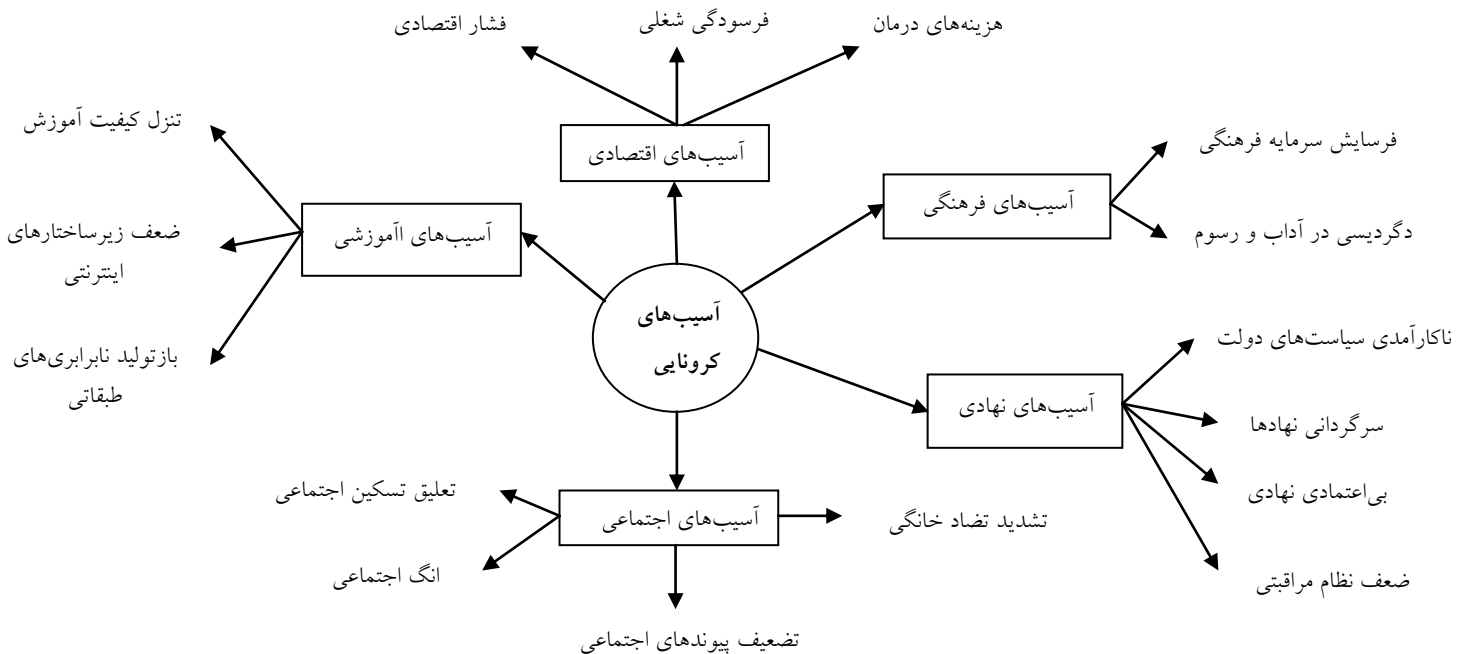 هزینه‌های درمان
فرسودگی شغلی
فشار اقتصادی
آسیب‌های اقتصادی
فرسایش سرمایه فرهنگی
دگردیسی در آداب و رسوم
آسیب‌های فرهنگی
تنزل کیفیت آموزش
ضعف زیرساختارهای
اینترنتی
بازتولید نابرابری‌های
طبقاتی
آسیب‌های اآموزشی
آسیب‌های
کرونایی
ناکارآمدی سیاست‌های دولت
سرگردانی نهادها
بی‌اعتمادی نهادی
ضعف نظام مراقبتی
آسیب‌های نهادی
آسیب‌های اجتماعی
تشدید تضاد خانگی
تعلیق تسکین اجتماعی
انگ اجتماعی
تضعیف پیوندهای اجتماعی